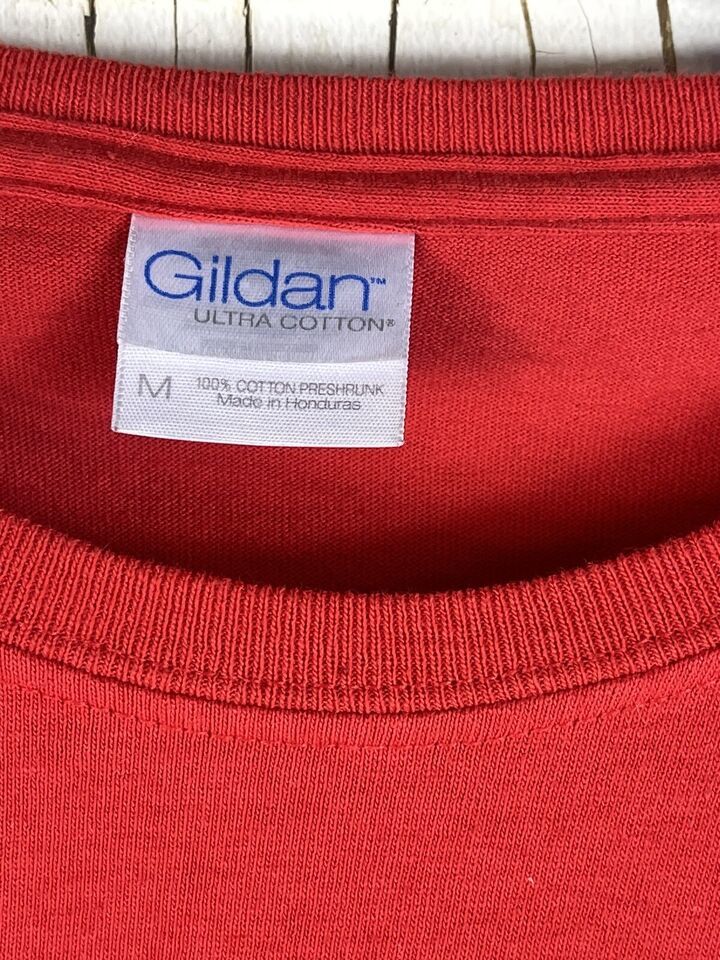 Gildan™
ULTRA COTTON®
M 100% COTTON PRESHRUNK
Made in Honduras